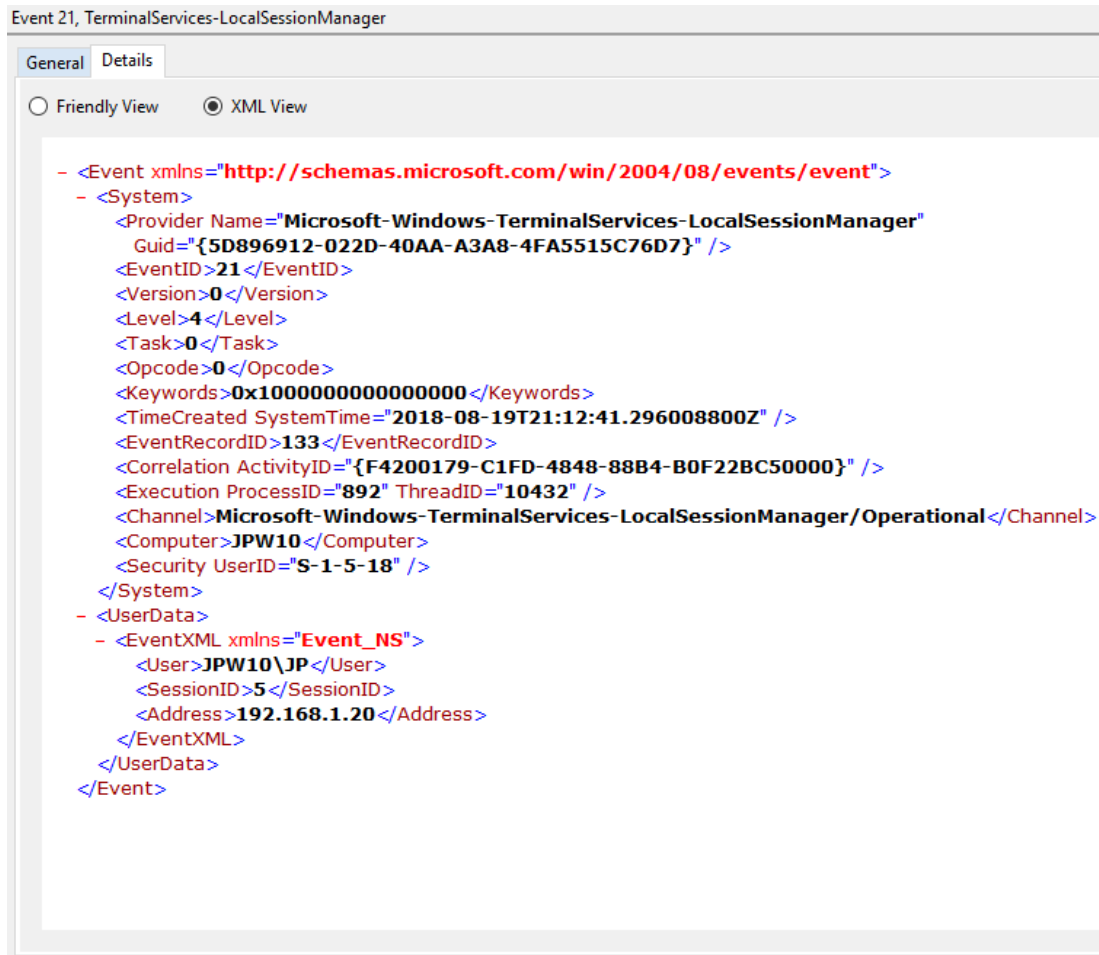 Event 21, TerminalServices-LocalSessionManager
General Details
Friendly View XML View
- <Event xmlns="http://schemas.microsoft.com/win/2004/08/events/event">
- <System>
<Provider Name="Microsoft-Windows-TerminalServices-LocalSessionManager"
Guid="{5D896912-022D-40AA-A3A8-4FA5515C76D7}" />
<EventID>21</EventID>
<Version>0</Version>
<Level>4</Level>
<Task>0</Task>
<Opcode>0</Opcode>
<Keywords>0x1000000000000000</Keywords>
<TimeCreated SystemTime="2018-08-19T21:12:41.296008800Z" />
<EventRecordID>133</EventRecordID>
<Correlation ActivityID="{F4200179-C1FD-4848-88B4-B0F22BC50000}" />
<Execution ProcessID="892" ThreadID="10432" />
<Channel>Microsoft-Windows-TerminalServices-LocalSessionManager/Operational</Channel>
<Computer>JPW10</Computer>
<Security UserID="S-1-5-18" />
</System>
- <UserData>
- <EventXML xmlns="Event_NS">
<User>JPW10\JP</User>
<SessionID>5</SessionID>
<Address>192.168.1.20</Address>
</EventXML>
</UserData>
</Event>